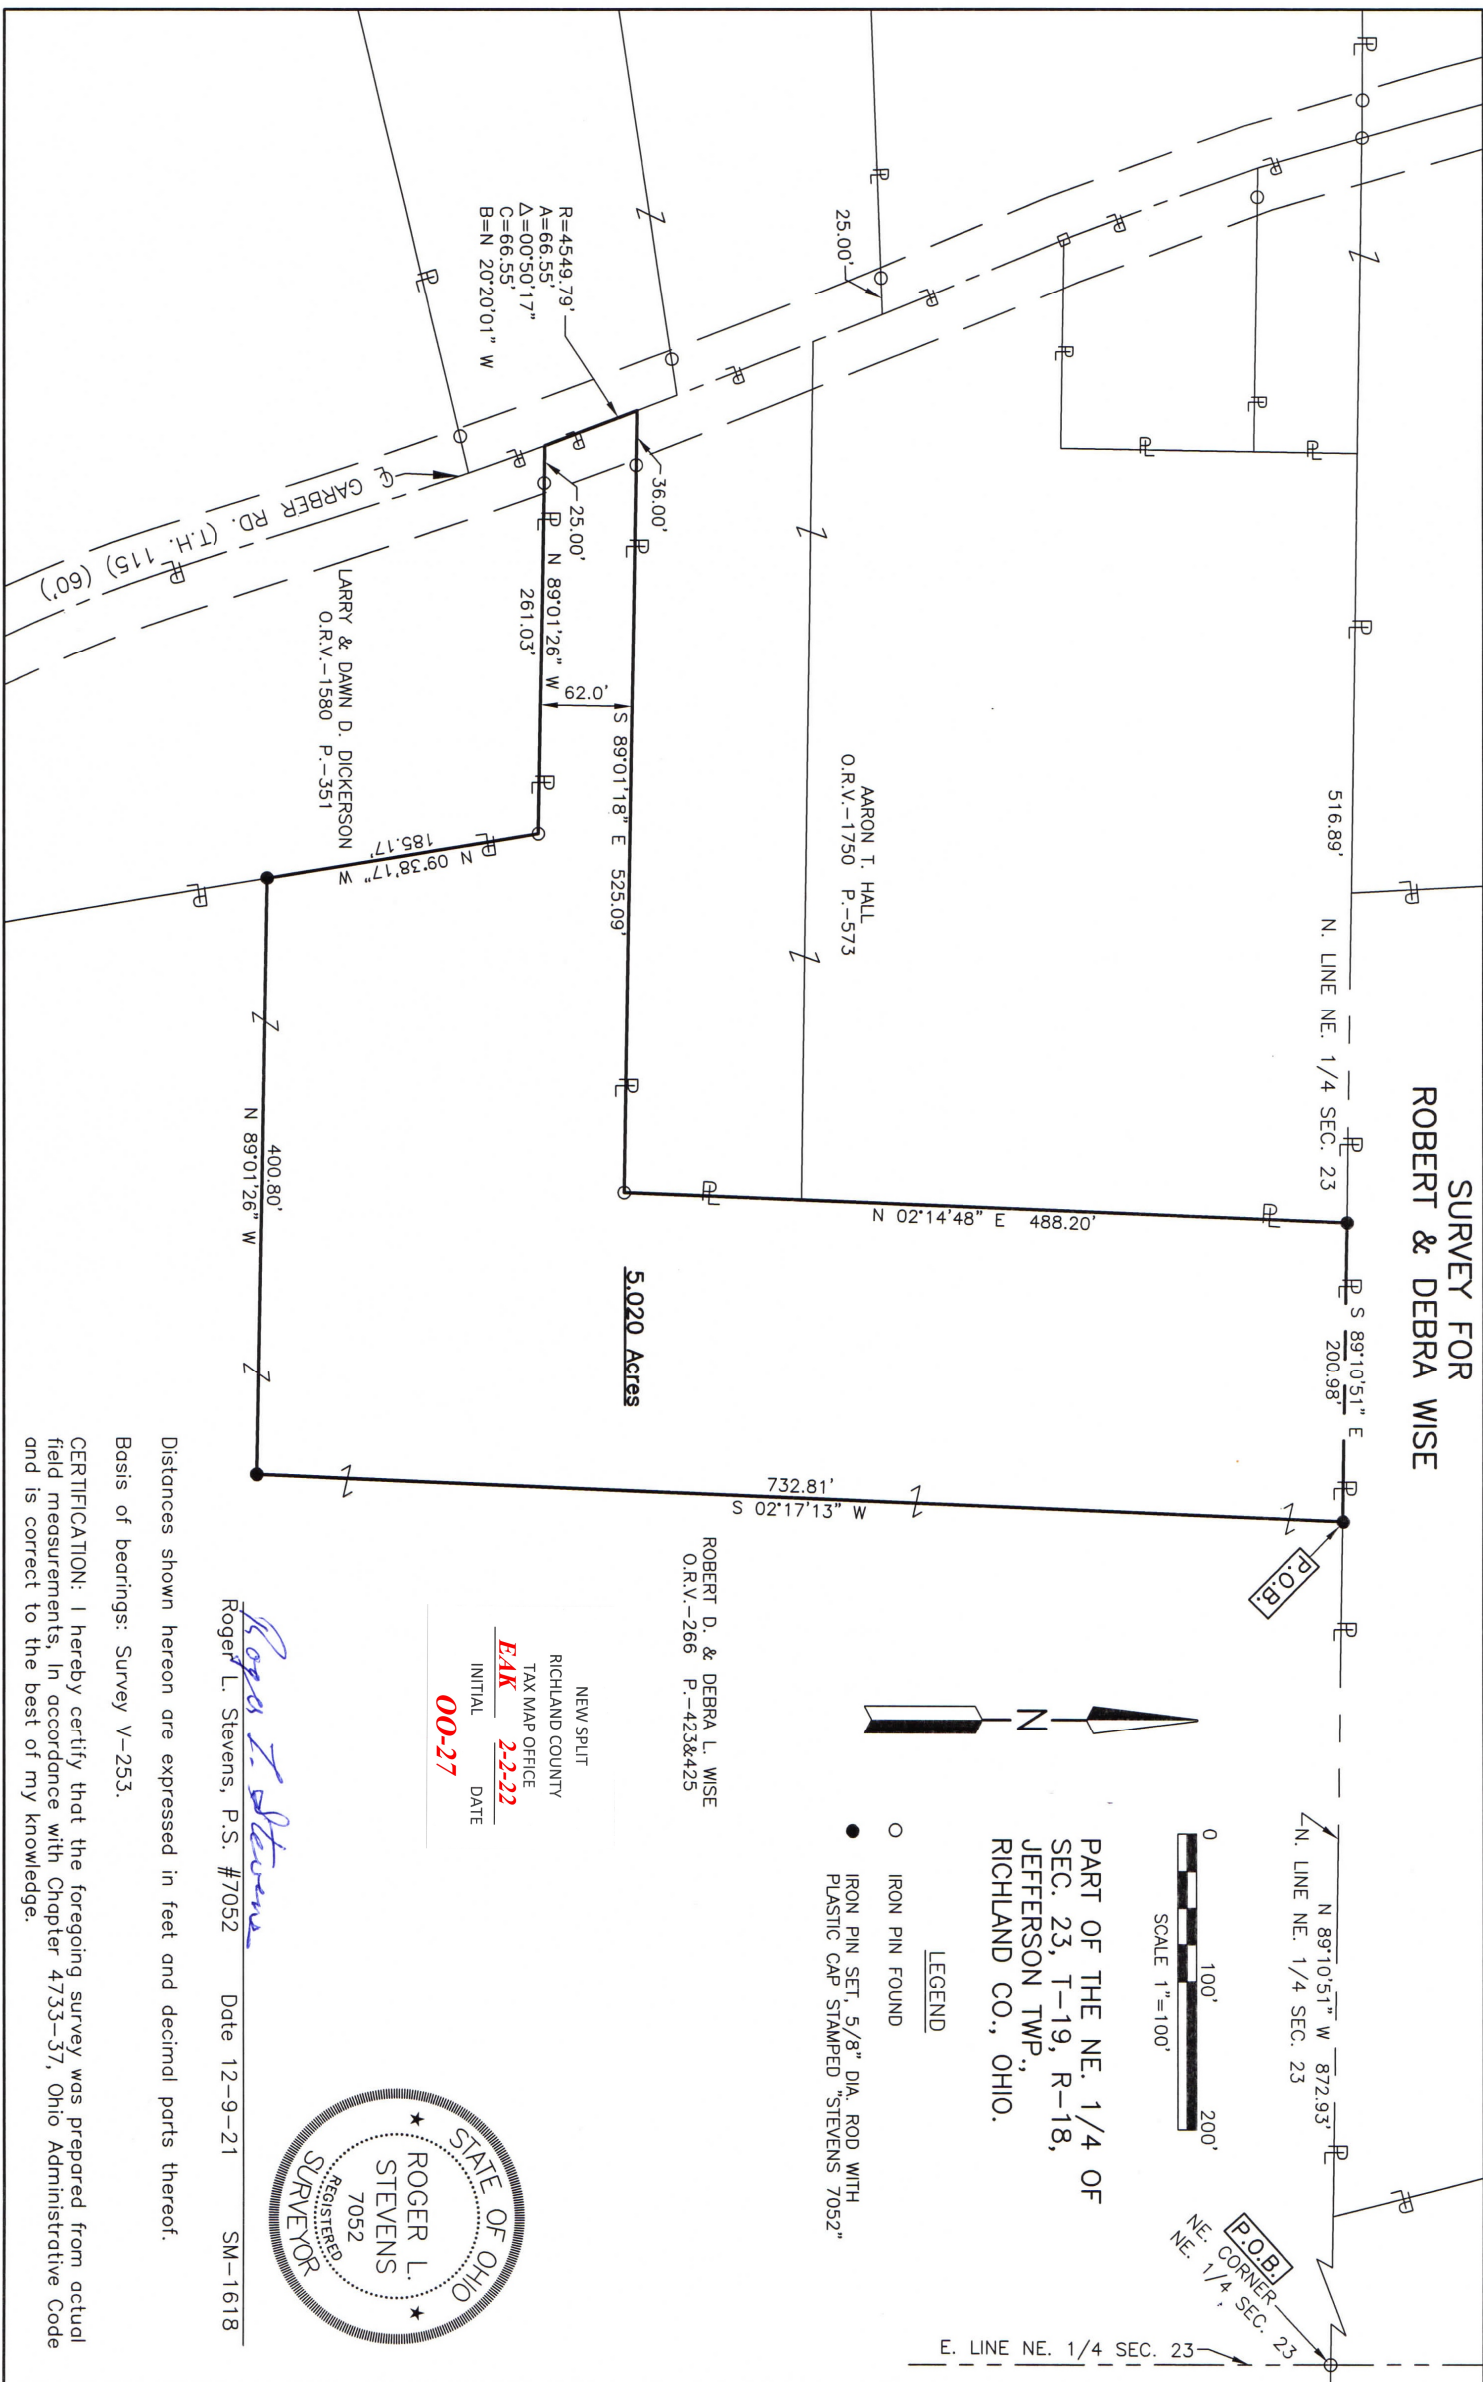 SURVEY FOR
ROBERT & DEBRA WISE
516.89'
N. LINE NE. 1/4 SEC. 23
S 89°10'51" E
200.98'
P.O.B.
N 89°10'51" W 872.93'
N. LINE NE. 1/4 SEC. 23
P.O.B.
NE. CORNER
NE. 1/4, SEC. 23
E. LINE NE. 1/4 SEC. 23
0 100' 200'
SCALE 1"=100'
PART OF THE NE. 1/4 OF
SEC. 23, T-19, R-18,
JEFFERSON TWP.,
RICHLAND CO., OHIO.
N
LEGEND
IRON PIN FOUND
IRON PIN SET, 5/8" DIA. ROD WITH
PLASTIC CAP STAMPED "STEVENS 7052"
25.00'
AARON T. HALL
O.R.V.-1750 P.-573
N 02°14'48" E 488.20'
732.81'
S 02°17'13" W
ROBERT D. & DEBRA L. WISE
O.R.V.-266 P.-423&425
R=4549.79'
A=66.55'
Δ=00°50'17"
C=66.55'
B=N 20°20'01" W
36.00'
25.00'
S 89°01'18" E 525.09'
62.0'
N 89°01'26" W
261.03'
5.020 Acres
₵ GARBER RD. (T.H. 115) (60')
LARRY & DAWN D. DICKERSON
O.R.V.-1580 P.-351
N 09°38'17" W
185.17'
400.80'
N 89°01'26" W
NEW SPLIT
RICHLAND COUNTY
TAX MAP OFFICE
EAK 2-2-22
INITIAL DATE
OO-27
Roger L. Stevens
Roger L. Stevens, P.S. #7052 Date 12-9-21 SM-1618
STATE OF OHIO
ROGER L.
STEVENS
7052
REGISTERED
SURVEYOR
Distances shown hereon are expressed in feet and decimal parts thereof.
Basis of bearings: Survey V-253.
CERTIFICATION: I hereby certify that the foregoing survey was prepared from actual
field measurements, In accordance with Chapter 4733-37, Ohio Administrative Code
and is correct to the best of my knowledge.